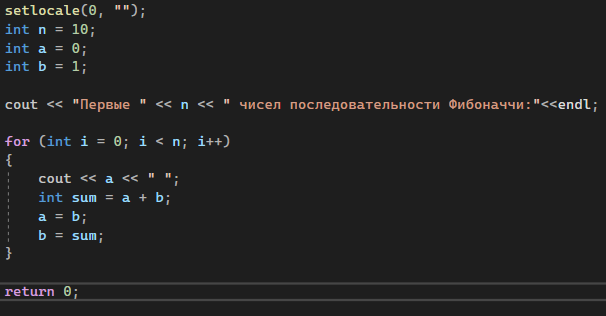 setlocale(0, "");
int n = 10;
int a = 0;
int b = 1;
cout << "Первые " << n << " чисел последовательности Фибоначчи:"<<endl;
for (int i = 0; i < n; i++)
{
cout << a << " ";
int sum = a + b;
a = b;
b = sum;
}
return 0;